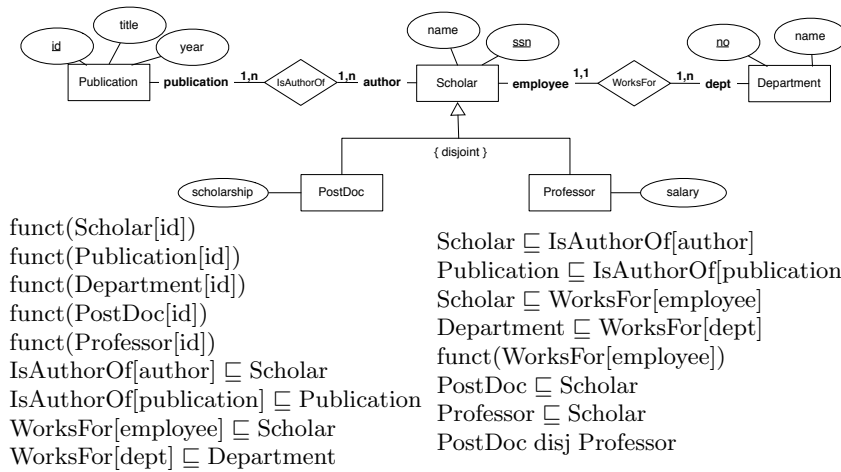 title
id
year
Publication
publication
1,n
IsAuthorOf
1,n
author
name
ssn
Scholar
employee
1,1
WorksFor
1,n
dept
no
name
Department
{ disjoint }
scholarship
PostDoc
Professor
salary
funct(Scholar[id])
funct(Publication[id])
funct(Department[id])
funct(PostDoc[id])
funct(Professor[id])
IsAuthorOf[author] ⊑ Scholar
IsAuthorOf[publication] ⊑ Publication
WorksFor[employee] ⊑ Scholar
WorksFor[dept] ⊑ Department
Scholar ⊑ IsAuthorOf[author]
Publication ⊑ IsAuthorOf[publication
Scholar ⊑ WorksFor[employee]
Department ⊑ WorksFor[dept]
funct(WorksFor[employee])
PostDoc ⊑ Scholar
Professor ⊑ Scholar
PostDoc disj Professor